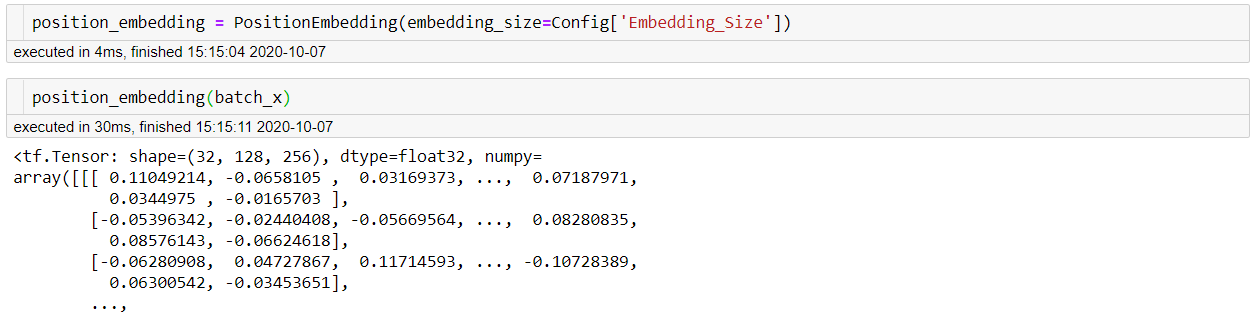 position_embedding = PositionEmbedding(embedding_size=Config['Embedding_Size'])
executed in 4ms, finished 15:15:04 2020-10-07
position_embedding(batch_x)
executed in 30ms, finished 15:15:11 2020-10-07
<tf.Tensor: shape=(32, 128, 256), dtype=float32, numpy=
array([[[ 0.11049214, -0.0658105 ,  0.03169373, ...,  0.07187971,
          0.0344975 , -0.0165703 ],
        [-0.05396342, -0.02440408, -0.05669564, ...,  0.08280835,
          0.08576143, -0.06624618],
        [-0.06280908,  0.04727867,  0.11714593, ..., -0.10728389,
          0.06300542, -0.03453651],
        ...,